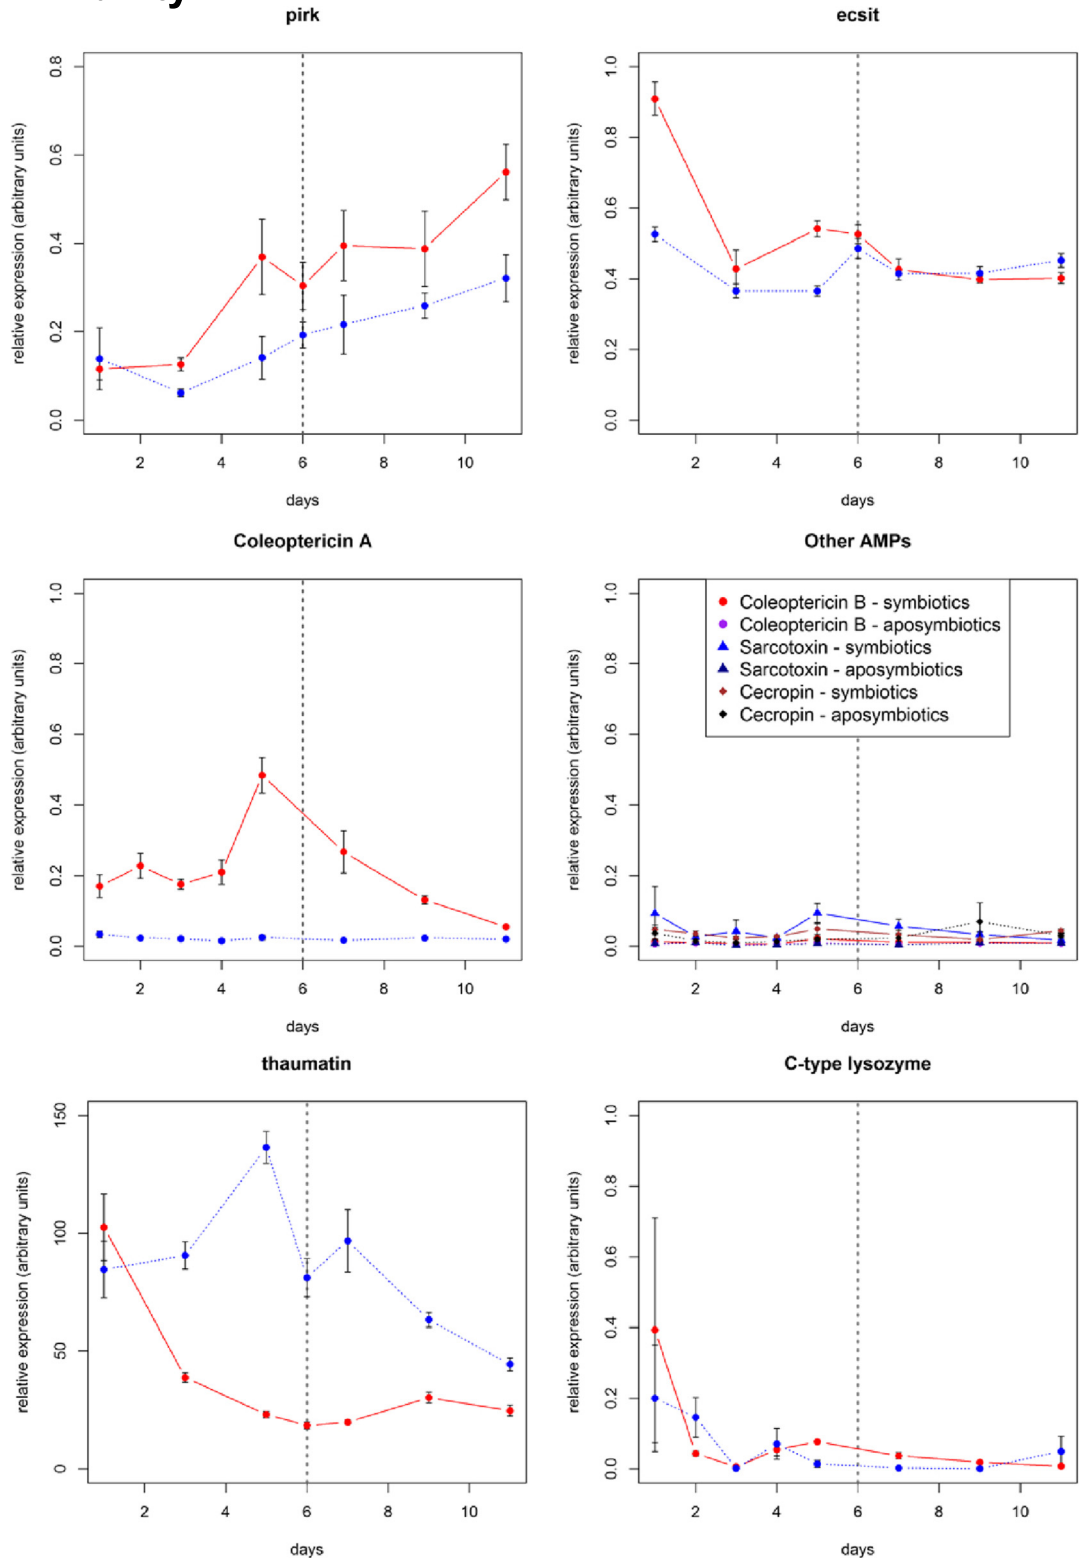 pirk
relative expression (arbitrary units)
0.0 0.2 0.4 0.6 0.8
2 4 6 8 10
days
ecsit
relative expression (arbitrary units)
0.0 0.2 0.4 0.6 0.8 1.0
2 4 6 8 10
days
Coleoptericin A
relative expression (arbitrary units)
0.0 0.2 0.4 0.6 0.8 1.0
2 4 6 8 10
days
Other AMPs
Coleoptericin B - symbiotics
Coleoptericin B - aposymbiotics
Sarcotoxin - symbiotics
Sarcotoxin - aposymbiotics
Cecropin - symbiotics
Cecropin - aposymbiotics
relative expression (arbitrary units)
0.0 0.2 0.4 0.6 0.8 1.0
2 4 6 8 10
days
thaumatin
relative expression (arbitrary units)
0 50 100 150
2 4 6 8 10
days
C-type lysozyme
relative expression (arbitrary units)
0.0 0.2 0.4 0.6 0.8 1.0
2 4 6 8 10
days